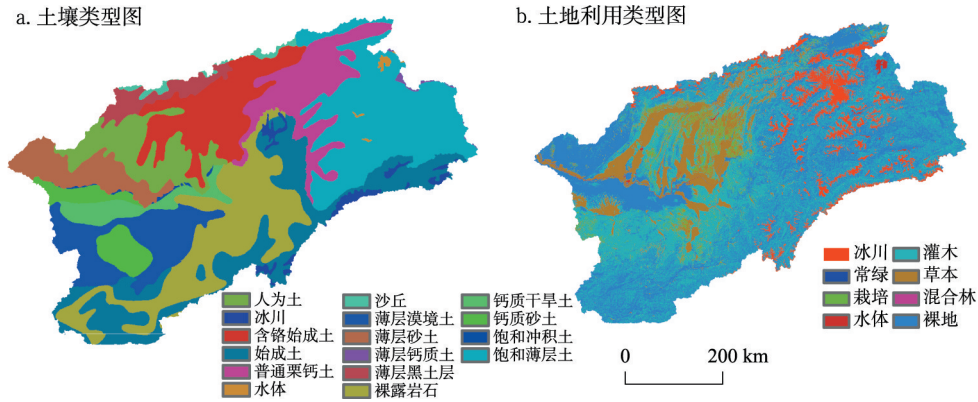 a. 土壤类型图
b. 土地利用类型图
人为土
冰川
含铬始成土
始成土
普通栗钙土
水体
沙丘
薄层漠境土
薄层砂土
薄层钙质土
薄层黑土层
裸露岩石
钙质干旱土
钙质砂土
饱和冲积土
饱和薄层土
冰川
常绿
栽培
水体
灌木
草本
混合林
裸地
0
200 km